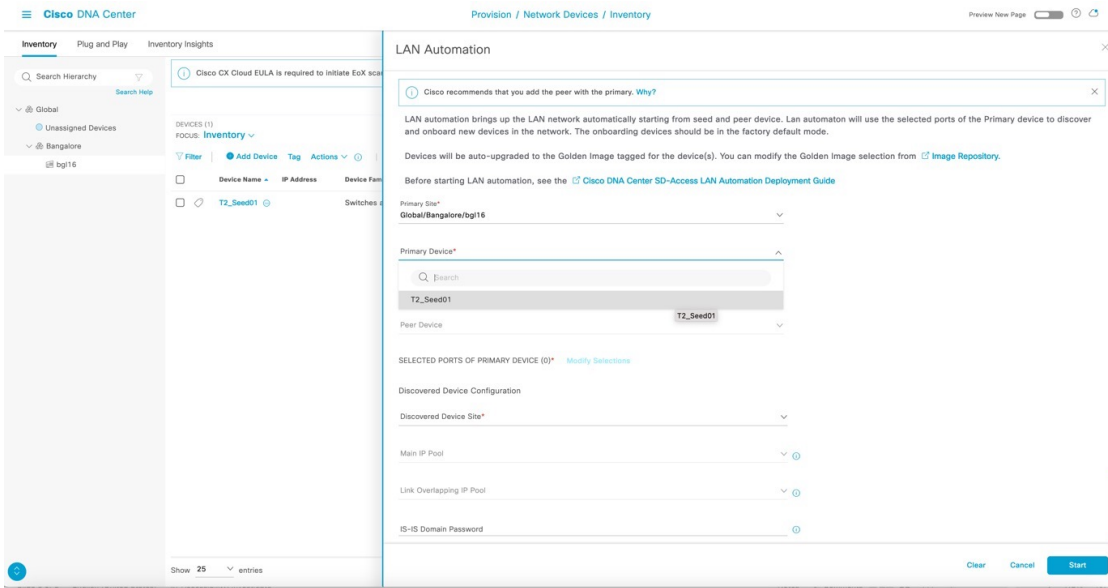 Cisco DNA Center
Provision / Network Devices / Inventory
Preview New Page
Inventory
Plug and Play
Inventory Insights
Search Hierarchy
Search Help
Global
Unassigned Devices
Bangalore
bgl16
Cisco CX Cloud EULA is required to initiate EoX scan
DEVICES (1)
FOCUS: Inventory
Filter
Add Device
Tag
Actions
Device Name
IP Address
Device Fam
T2_Seed01
Switches a
Show 25 entries
LAN Automation
Cisco recommends that you add the peer with the primary. Why?
LAN automation brings up the LAN network automatically starting from seed and peer device. Lan automaton will use the selected ports of the Primary device to discover
and onboard new devices in the network. The onboarding devices should be in the factory default mode.
Devices will be auto-upgraded to the Golden Image tagged for the device(s). You can modify the Golden Image selection from Image Repository.
Before starting LAN automation, see the Cisco DNA Center SD-Access LAN Automation Deployment Guide
Primary Site*
Global/Bangalore/bgl16
Primary Device*
Search
T2_Seed01
T2_Seed01
Peer Device
SELECTED PORTS OF PRIMARY DEVICE (0)* Modify Selections
Discovered Device Configuration
Discovered Device Site*
Main IP Pool
Link Overlapping IP Pool
IS-IS Domain Password
Clear
Cancel
Start